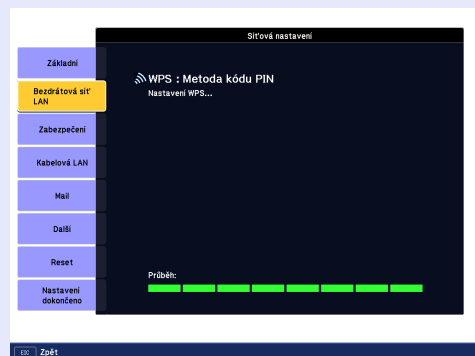 Síťová nastavení
Základní
Bezdrátová síť
LAN
Zabezpečení
Kabelová LAN
Mail
Další
Reset
Nastavení
dokončeno
WPS : Metoda kódu PIN
Nastavení WPS...
Průběh:
ESC Zpět